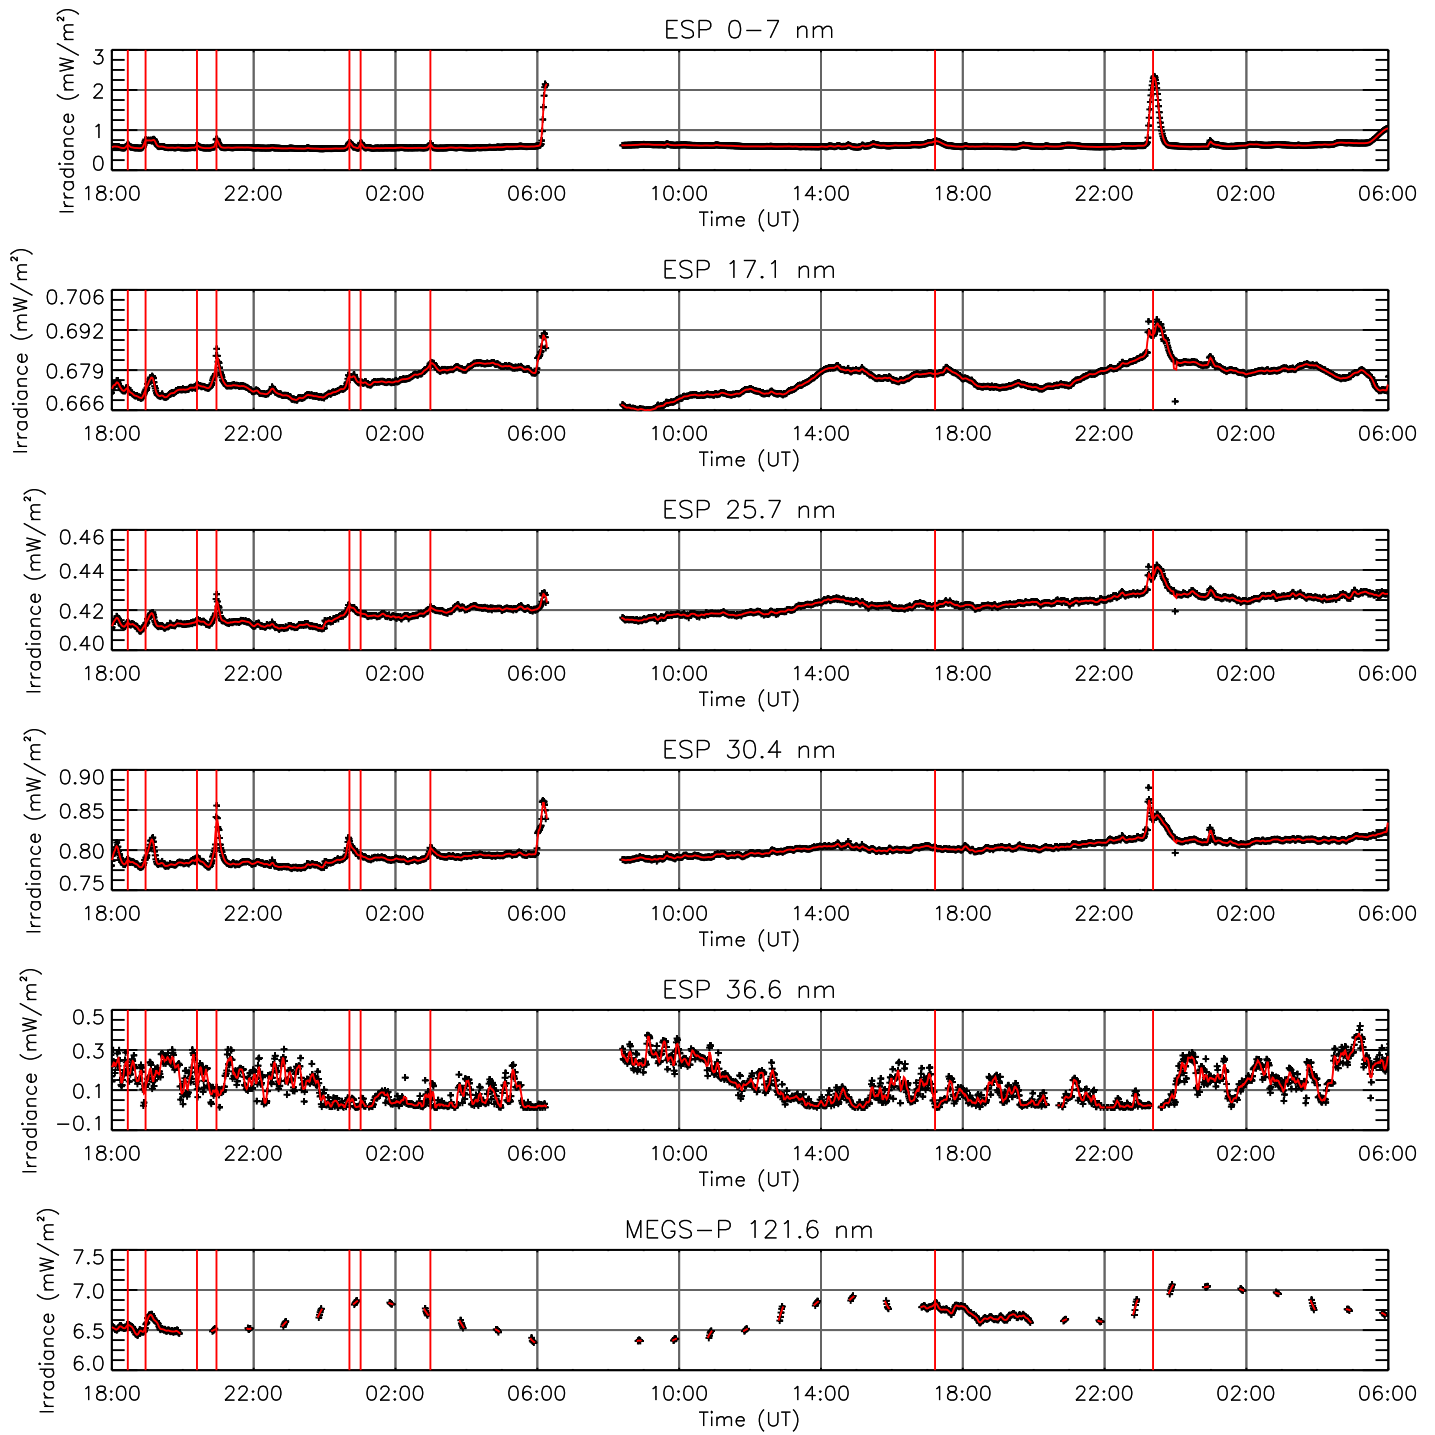 ESP 0-7 nm
Irradiance (mW/m²)
3
2
1
0
18:00 22:00 02:00 06:00 10:00 14:00 18:00 22:00 02:00 06:00
Time (UT)
ESP 17.1 nm
Irradiance (mW/m²)
0.706
0.692
0.679
0.666
18:00 22:00 02:00 06:00 10:00 14:00 18:00 22:00 02:00 06:00
Time (UT)
ESP 25.7 nm
Irradiance (mW/m²)
0.46
0.44
0.42
0.40
18:00 22:00 02:00 06:00 10:00 14:00 18:00 22:00 02:00 06:00
Time (UT)
ESP 30.4 nm
Irradiance (mW/m²)
0.90
0.85
0.80
0.75
18:00 22:00 02:00 06:00 10:00 14:00 18:00 22:00 02:00 06:00
Time (UT)
ESP 36.6 nm
Irradiance (mW/m²)
0.5
0.3
0.1
-0.1
18:00 22:00 02:00 06:00 10:00 14:00 18:00 22:00 02:00 06:00
Time (UT)
MEGS-P 121.6 nm
Irradiance (mW/m²)
7.5
7.0
6.5
6.0
18:00 22:00 02:00 06:00 10:00 14:00 18:00 22:00 02:00 06:00
Time (UT)